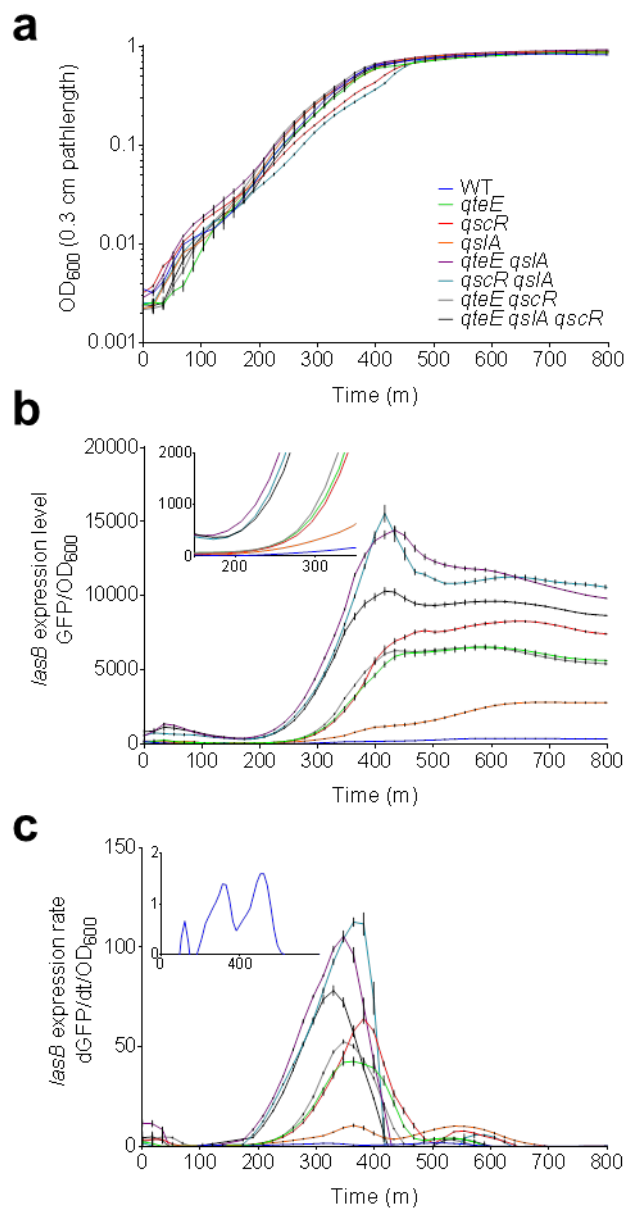 a
OD600 (0.3 cm pathlength)
1
0.1
0.01
0.001
WT
qteE
qscR
qslA
qteE qslA
qscR qslA
qteE qscR
qteE qslA qscR
0 100 200 300 400 500 600 700 800
Time (m)
b
lasB expression level
GFP/OD600
20000
15000
10000
5000
0
2000
1000
0
200 300
0 100 200 300 400 500 600 700 800
Time (m)
c
lasB expression rate
dGFP/dt/OD600
150
100
50
0
2
1
0
0 400
0 100 200 300 400 500 600 700 800
Time (m)